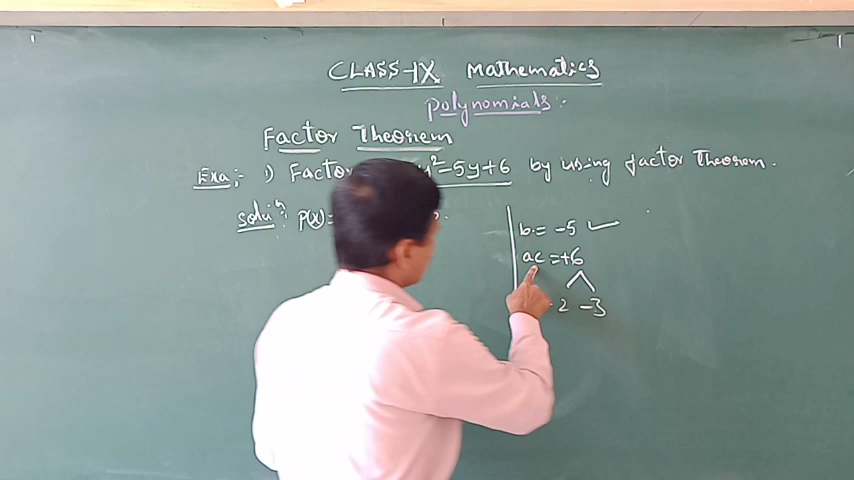 CLASS-IX Mathematics
Polynomials :-
Factor Theorem
Exa:- 1) Factor y²-5y+6 by using factor Theorem.
soln: p(x)=
b = -5 ✓
ac = +6
-2 -3